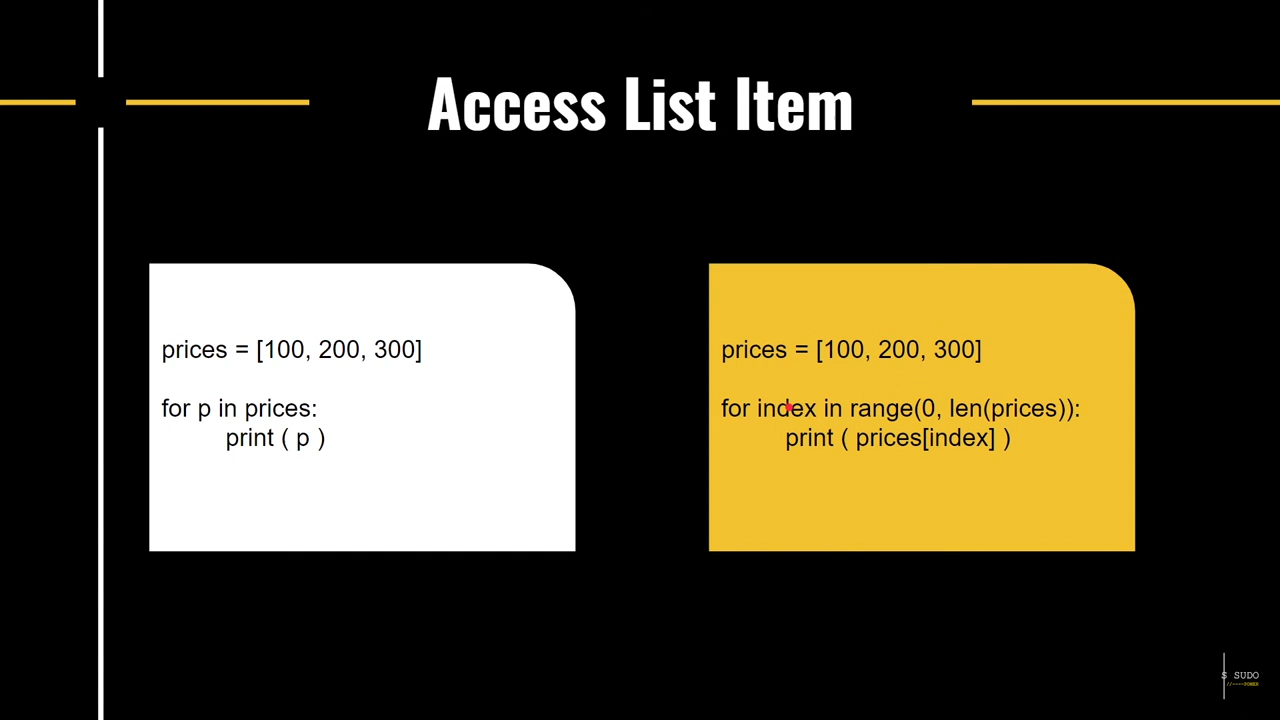 Access List Item
prices = [100, 200, 300]
for p in prices:
print ( p )
prices = [100, 200, 300]
for index in range(0, len(prices)):
print ( prices[index] )
S SUDO